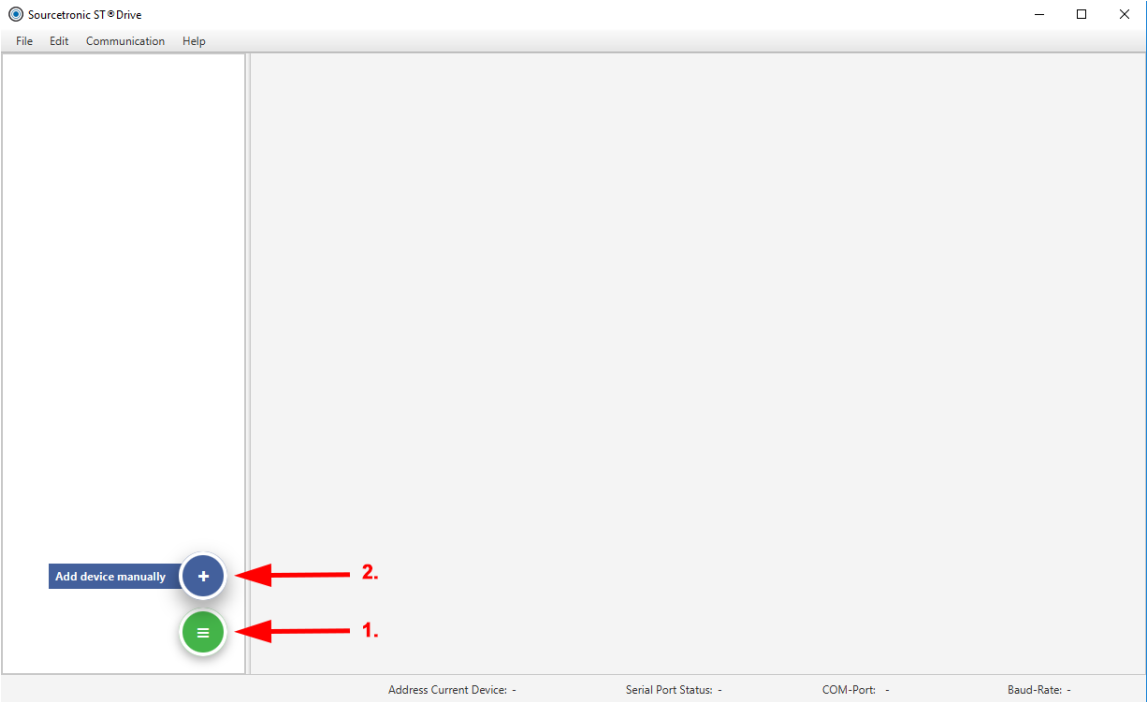 Sourcetronic ST®Drive
File Edit Communication Help
Add device manually
2.
1.
Address Current Device: - Serial Port Status: - COM-Port: - Baud-Rate: -